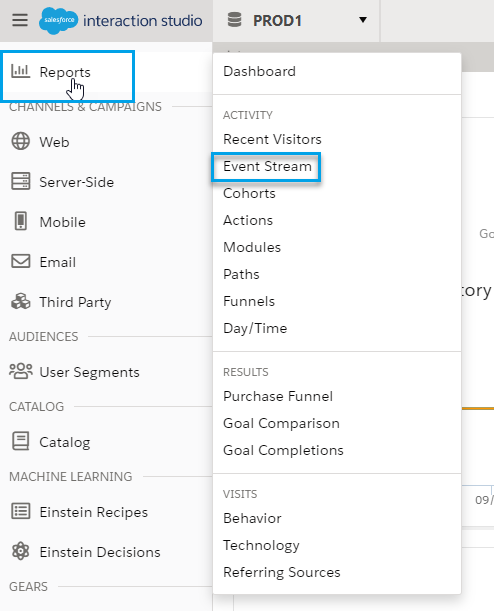 salesforce interaction studio PROD1
Reports
CHANNELS & CAMPAIGNS
Web
Server-Side
Mobile
Email
Third Party
AUDIENCES
User Segments
CATALOG
Catalog
MACHINE LEARNING
Einstein Recipes
Einstein Decisions
GEARS
Dashboard
ACTIVITY
Recent Visitors
Event Stream
Cohorts
Actions
Modules
Paths
Funnels
Day/Time
RESULTS
Purchase Funnel
Goal Comparison
Goal Completions
VISITS
Behavior
Technology
Referring Sources
Go
tory
09/